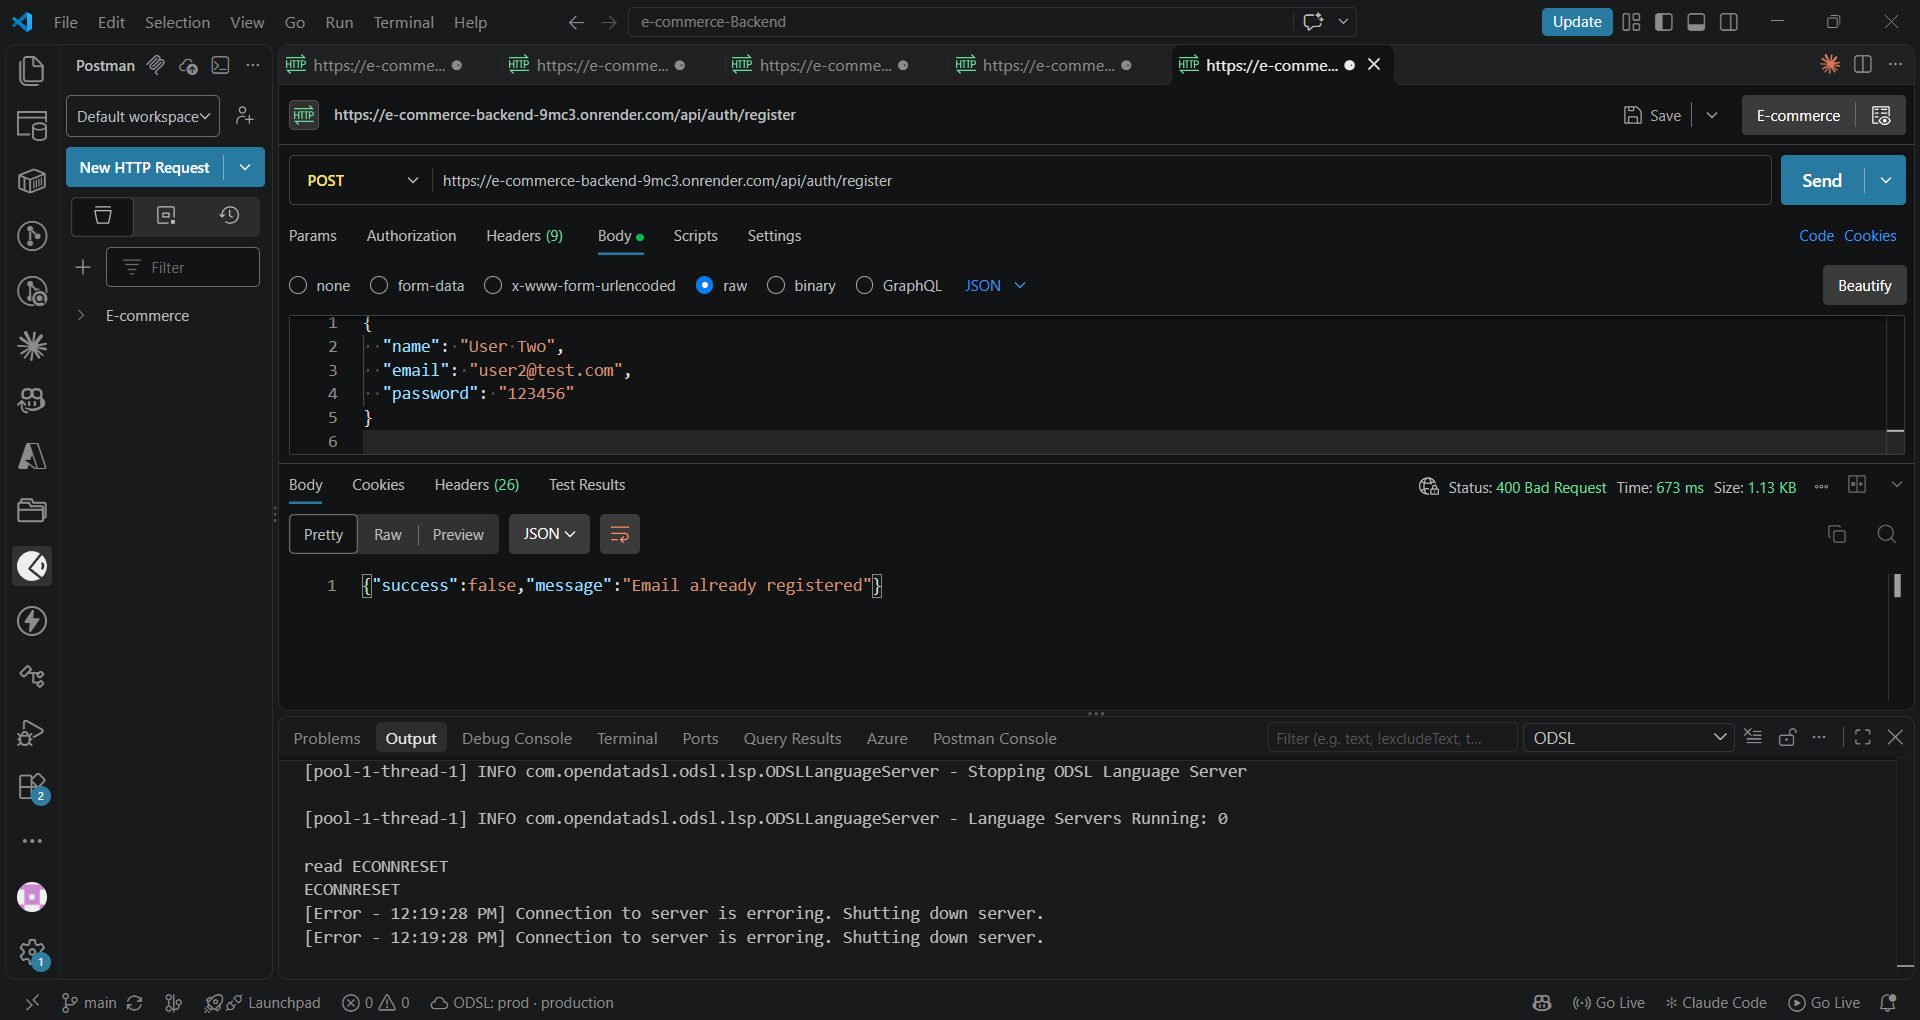 File Edit Selection View Go Run Terminal Help
e-commerce-Backend
Update
Postman
https://e-comme...
https://e-comme...
https://e-comme...
https://e-comme...
https://e-comme...
Default workspace
HTTP https://e-commerce-backend-9mc3.onrender.com/api/auth/register
Save
E-commerce
New HTTP Request
POST
https://e-commerce-backend-9mc3.onrender.com/api/auth/register
Send
Params Authorization Headers (9) Body Scripts Settings
Code Cookies
Filter
none form-data x-www-form-urlencoded raw binary GraphQL JSON
Beautify
E-commerce
1 {
2 "name": "User Two",
3 "email": "user2@test.com",
4 "password": "123456"
5 }
6
Body Cookies Headers (26) Test Results
Status: 400 Bad Request Time: 673 ms Size: 1.13 KB
Pretty Raw Preview JSON
1 {"success":false,"message":"Email already registered"}
Problems Output Debug Console Terminal Ports Query Results Azure Postman Console
Filter (e.g. text, !excludeText, t...
ODSL
[pool-1-thread-1] INFO com.opendatadsl.odsl.lsp.ODSLLanguageServer - Stopping ODSL Language Server
[pool-1-thread-1] INFO com.opendatadsl.odsl.lsp.ODSLLanguageServer - Language Servers Running: 0
read ECONNRESET
ECONNRESET
[Error - 12:19:28 PM] Connection to server is erroring. Shutting down server.
[Error - 12:19:28 PM] Connection to server is erroring. Shutting down server.
2
1
main
Launchpad
0 0
ODSL: prod · production
Go Live
Claude Code
Go Live